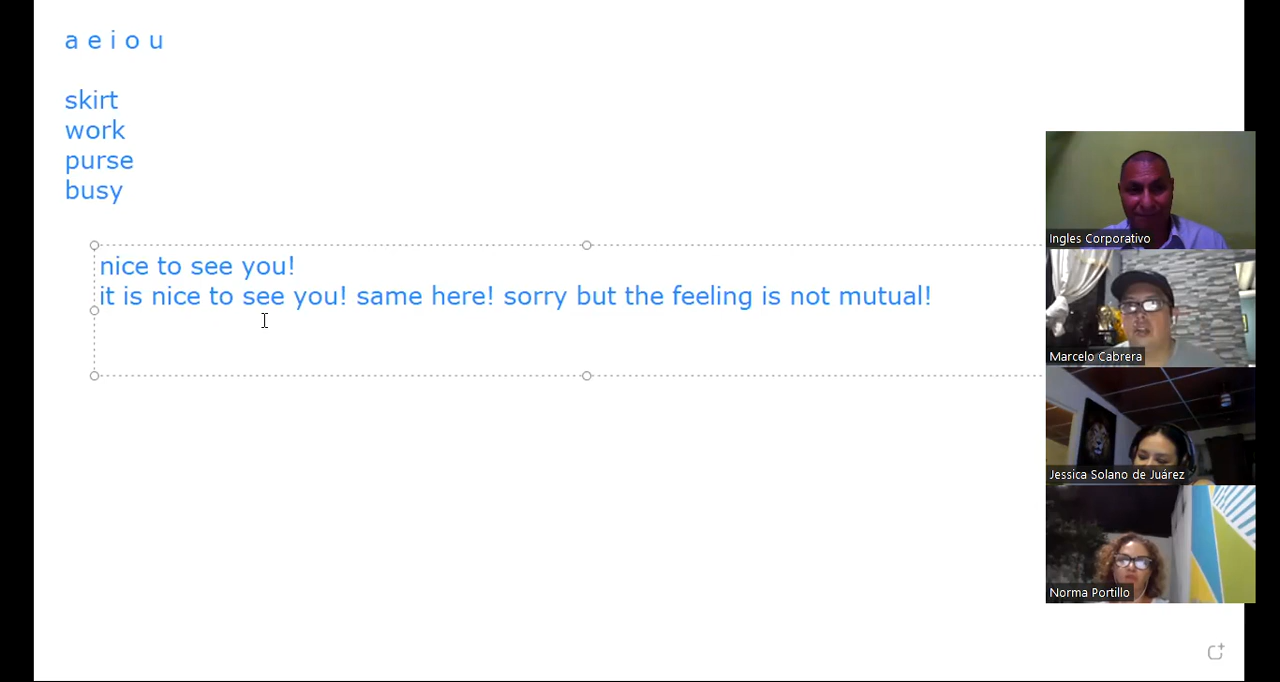 a e i o u
skirt
work
purse
busy
nice to see you!
it is nice to see you! same here! sorry but the feeling is not mutual!
Ingles Corporativo
Marcelo Cabrera
Jessica Solano de Juárez
Norma Portillo